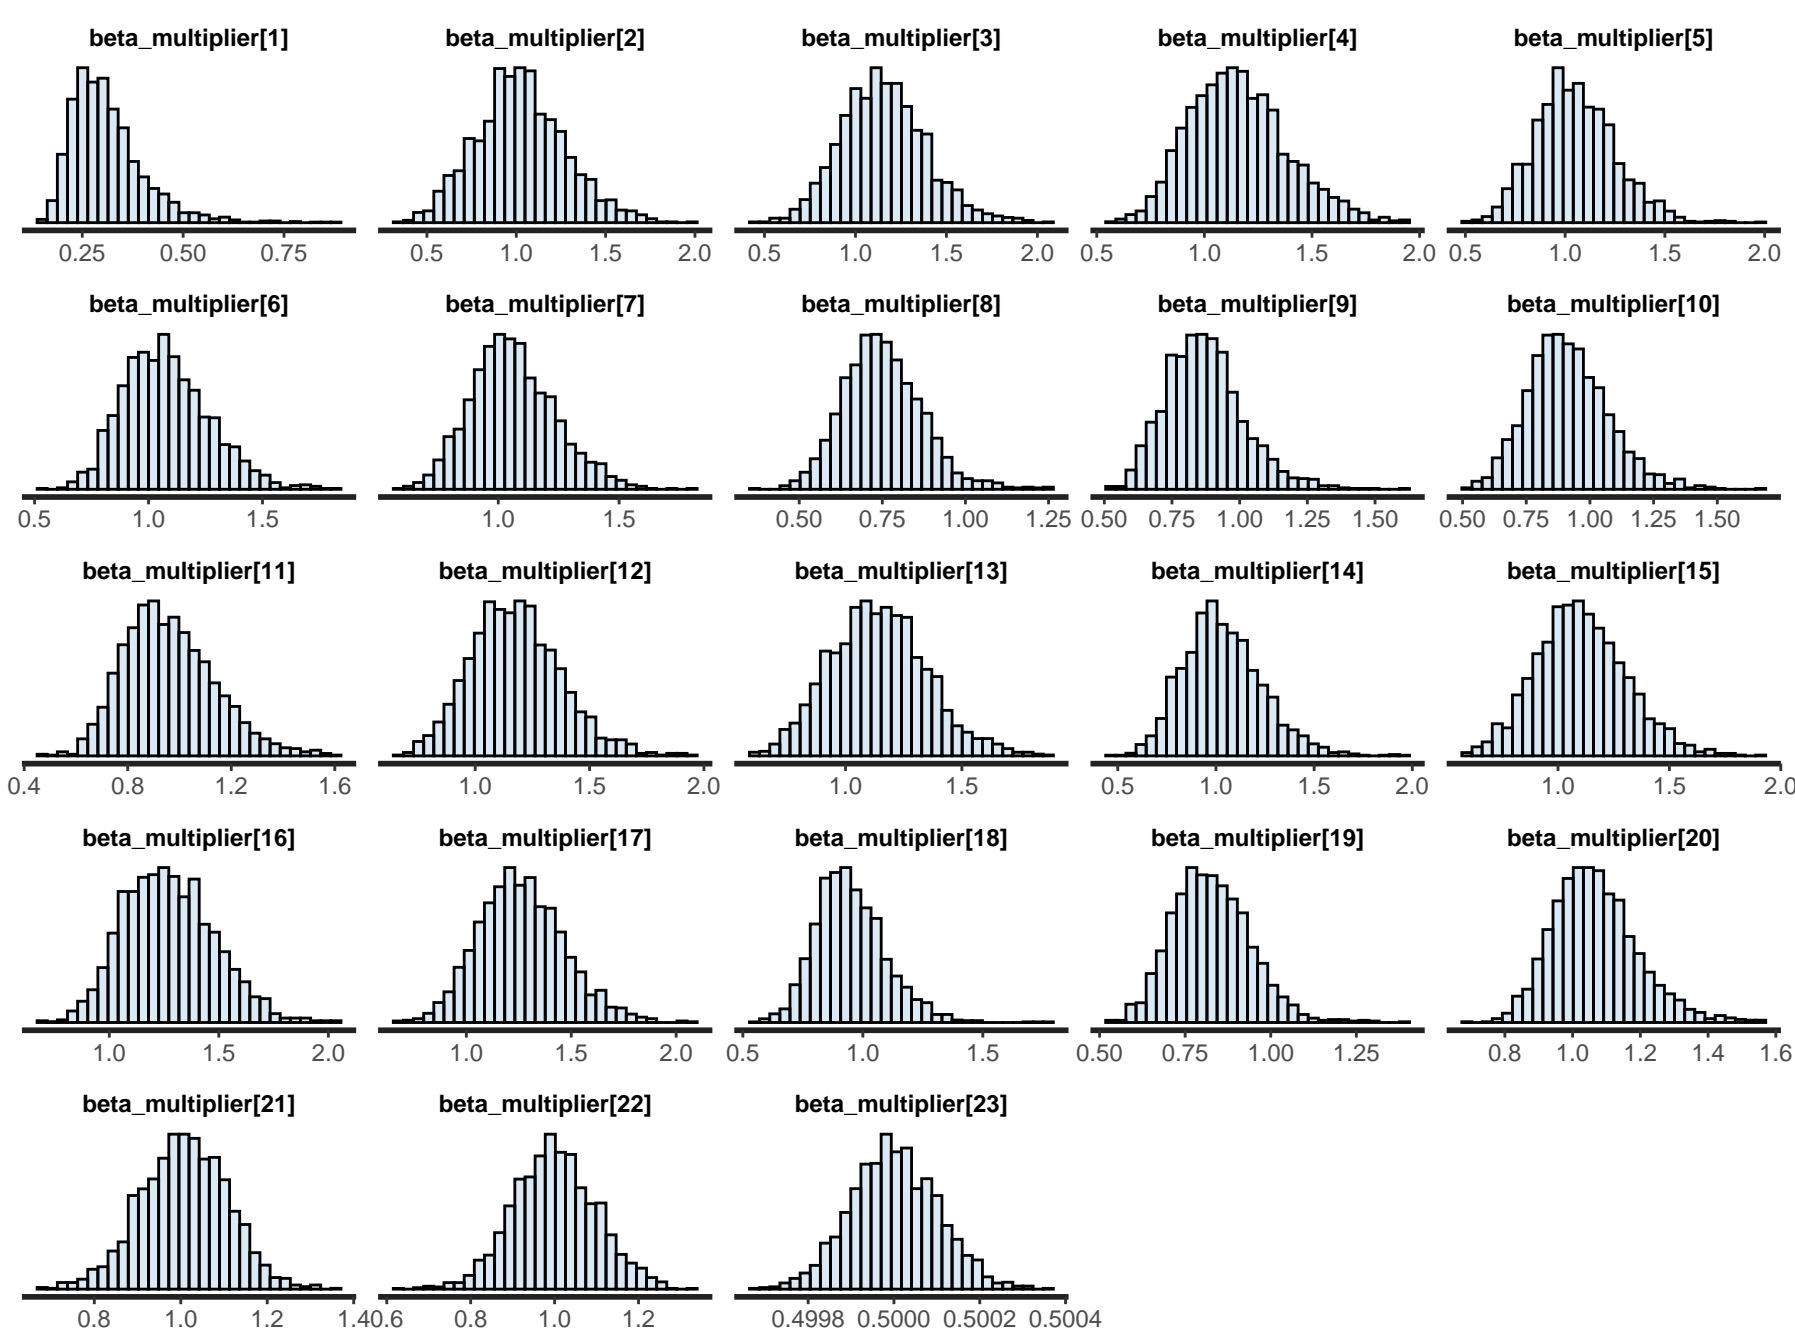 beta_multiplier[1] beta_multiplier[2] beta_multiplier[3] beta_multiplier[4] beta_multiplier[5]
0.25 0.50 0.75 0.5 1.0 1.5 2.0 0.5 1.0 1.5 2.0 0.5 1.0 1.5 2.0 0.5 1.0 1.5 2.0
beta_multiplier[6] beta_multiplier[7] beta_multiplier[8] beta_multiplier[9] beta_multiplier[10]
0.5 1.0 1.5 1.0 1.5 0.50 0.75 1.00 1.25 0.50 0.75 1.00 1.25 1.50 0.50 0.75 1.00 1.25 1.50
beta_multiplier[11] beta_multiplier[12] beta_multiplier[13] beta_multiplier[14] beta_multiplier[15]
0.4 0.8 1.2 1.6 1.0 1.5 2.0 1.0 1.5 0.5 1.0 1.5 2.0 1.0 1.5 2.0
beta_multiplier[16] beta_multiplier[17] beta_multiplier[18] beta_multiplier[19] beta_multiplier[20]
1.0 1.5 2.0 1.0 1.5 2.0 0.5 1.0 1.5 0.50 0.75 1.00 1.25 0.8 1.0 1.2 1.4 1.6
beta_multiplier[21] beta_multiplier[22] beta_multiplier[23]
0.8 1.0 1.2 1.4 0.6 0.8 1.0 1.2 0.4998 0.5000 0.5002 0.5004